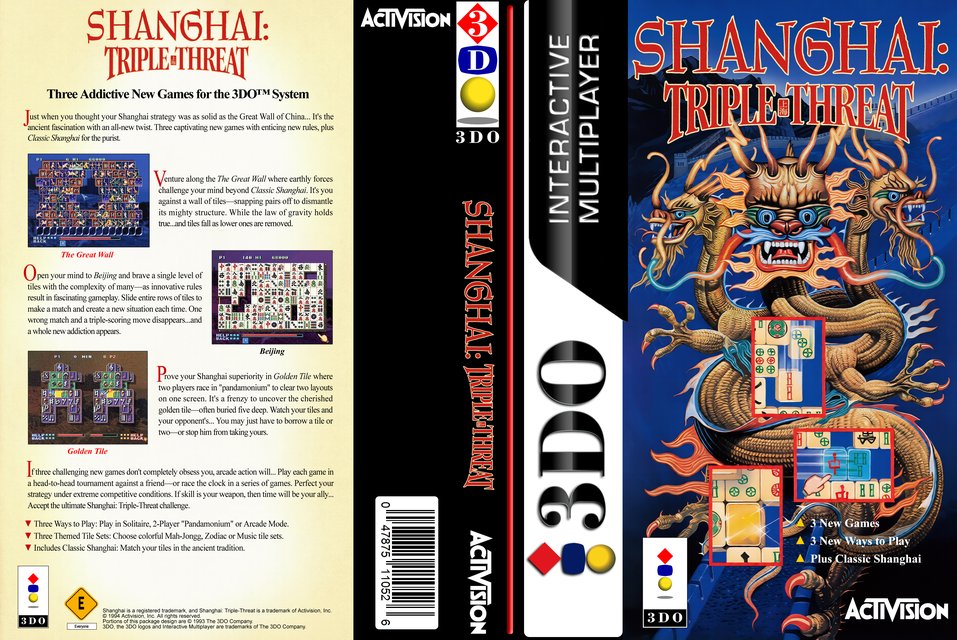 SHANGHAI:
TRIPLE-THREAT
Three Addictive New Games for the 3DO™ System
Just when you thought your Shanghai strategy was as solid as the Great Wall of China... It's the
ancient fascination with an all-new twist. Three captivating new games with enticing new rules, plus
Classic Shanghai for the purist.
Venture along the The Great Wall where earthly forces
challenge your mind beyond Classic Shanghai. It's you
against a wall of tiles—snapping pairs off to dismantle
its mighty structure. While the law of gravity holds
true...and tiles fall as lower ones are removed.
The Great Wall
Open your mind to Beijing and brave a single level of
tiles with the complexity of many—as innovative rules
result in fascinating gameplay. Slide entire rows of tiles to
make a match and create a new situation each time. One
wrong match and a triple-scoring move disappears...and
a whole new addiction appears.
Beijing
Prove your Shanghai superiority in Golden Tile where
two players race in "pandamonium" to clear two layouts
on one screen. It's a frenzy to uncover the cherished
golden tile—often buried five deep. Watch your tiles and
your opponent's... You may just have to borrow a tile or
two—or stop him from taking yours.
Golden Tile
If three challenging new games don't completely obsess you, arcade action will... Play each game in
a head-to-head tournament against a friend—or race the clock in a series of games. Perfect your
strategy under extreme competitive conditions. If skill is your weapon, then time will be your ally...
Accept the ultimate Shanghai: Triple-Threat challenge.
▼ Three Ways to Play: Play in Solitaire, 2-Player "Pandamonium" or Arcade Mode.
▼ Three Themed Tile Sets: Choose colorful Mah-Jongg, Zodiac or Music tile sets.
▼ Includes Classic Shanghai: Match your tiles in the ancient tradition.
D
3DO
E
Everyone
Shanghai is a registered trademark, and Shanghai: Triple-Threat is a trademark of Activision, Inc.
© 1994 Activision, Inc. All rights reserved.
Portions of this package design are © 1993 The 3DO Company.
3DO, the 3DO logos and Interactive Multiplayer are trademarks of The 3DO Company.
ACTIVISION
3
D
3DO
SHANGHAI: TRIPLE-THREAT
0 47875 11052 6
ACTIVISION
INTERACTIVE
MULTIPLAYER
3DO
SHANGHAI:
TRIPLE-THREAT
▲ 3 New Games
▲ 3 New Ways to Play
▲ Plus Classic Shanghai
D
3DO
ACTIVISION